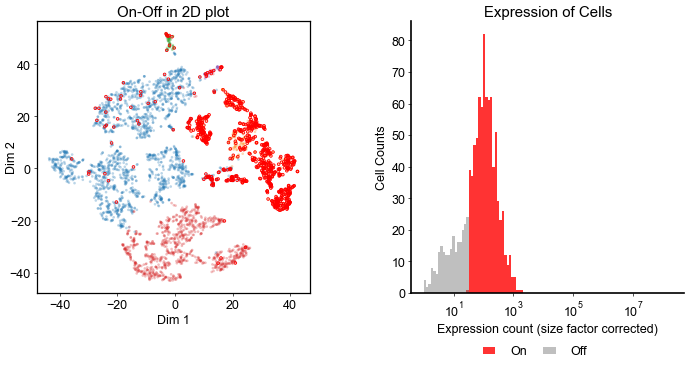 On-Off in 2D plot
40
20
0
−20
−40
Dim 2
−40 −20 0 20 40
Dim 1
Expression of Cells
80
70
60
50
40
30
20
10
0
Cell Counts
10^1 10^3 10^5 10^7
Expression count (size factor corrected)
On Off